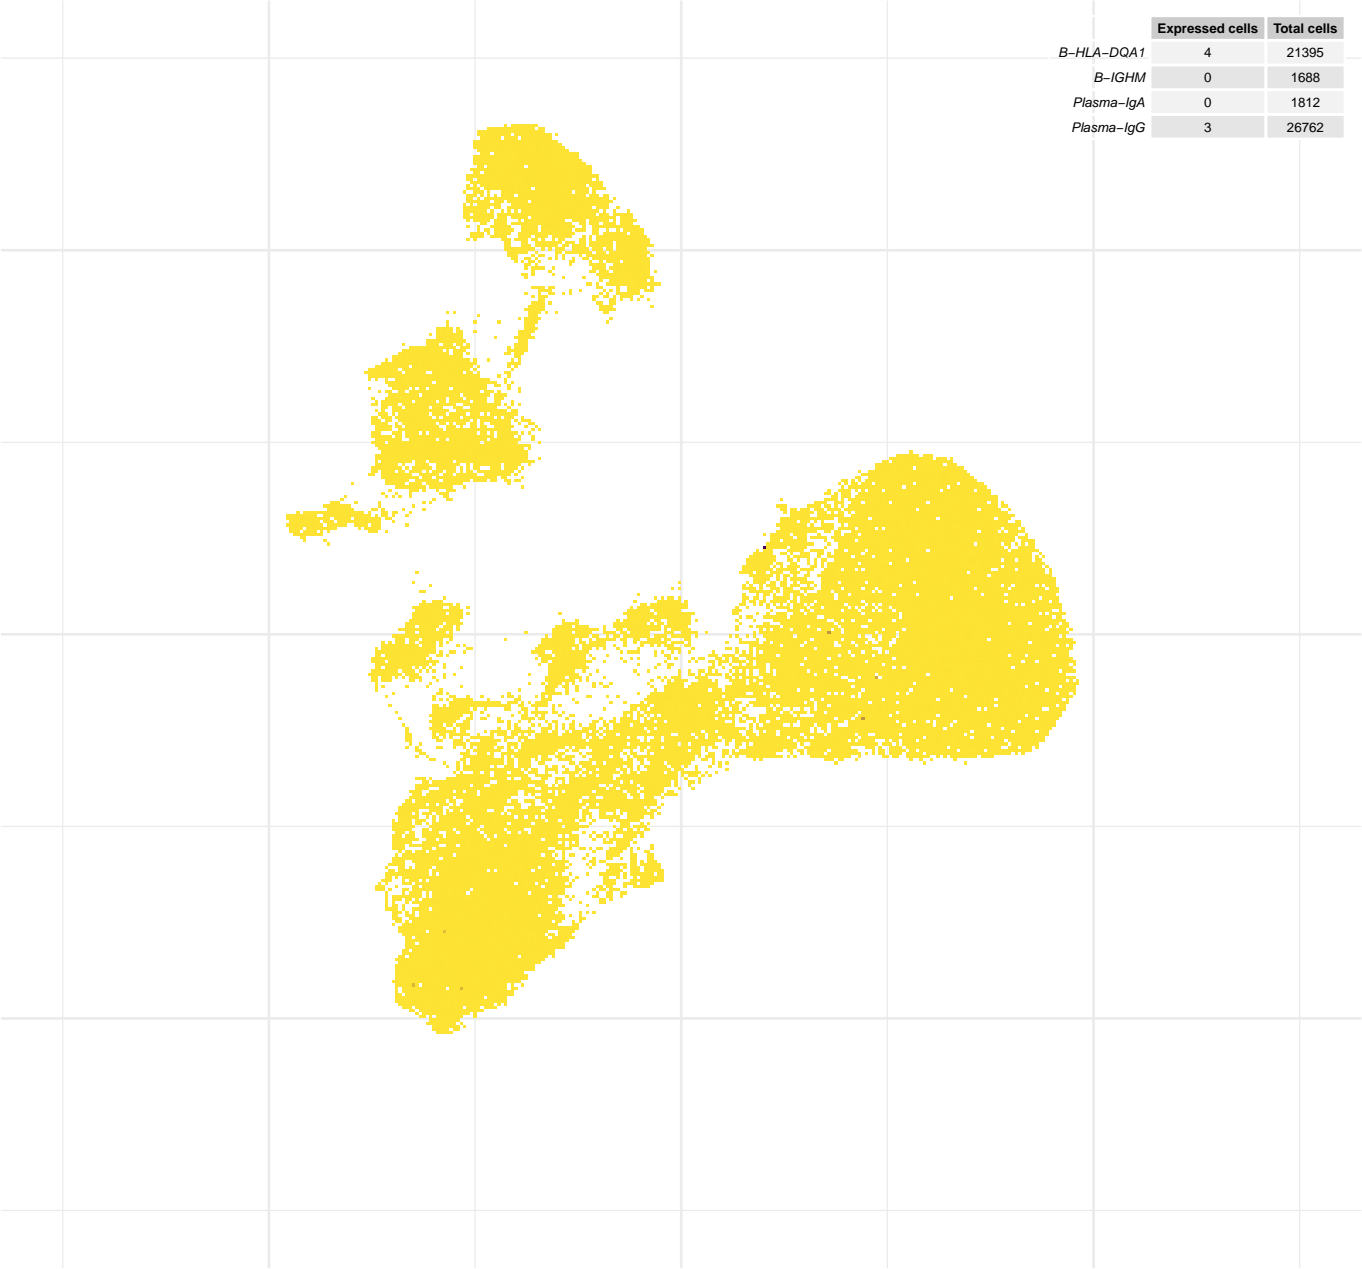 Expressed cells Total cells
B−HLA−DQA1 4 21395
B−IGHM 0 1688
Plasma−IgA 0 1812
Plasma−IgG 3 26762